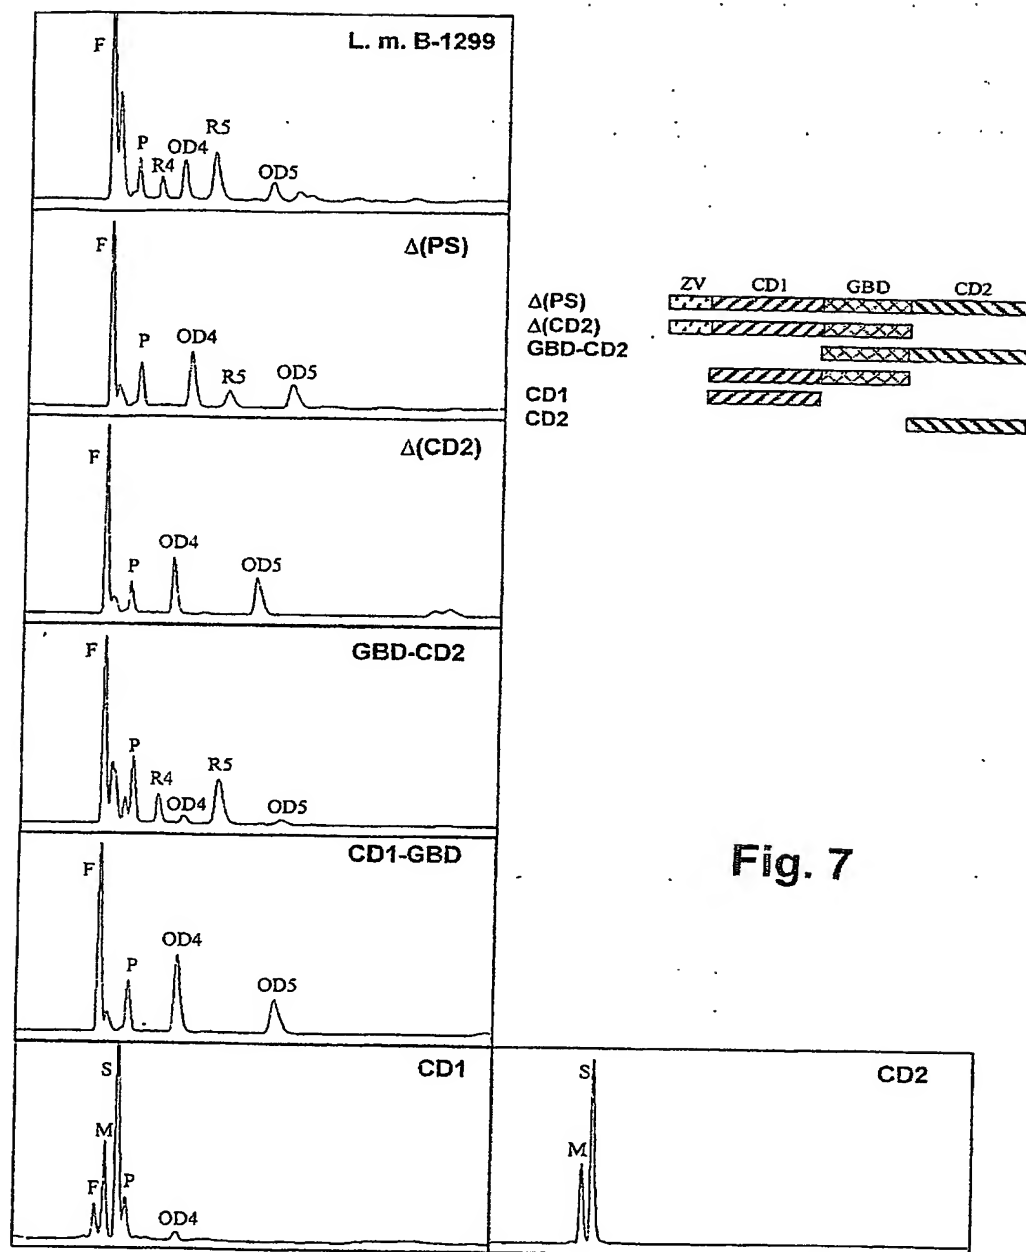 L. m. B-1299
F
P
R4
OD4
R5
OD5
Δ(PS)
F
P
OD4
R5
OD5
Δ(CD2)
F
P
OD4
OD5
GBD-CD2
F
P
R4
OD4
R5
OD5
CD1-GBD
F
P
OD4
OD5
CD1
F
M
S
P
OD4
CD2
M
S
ZV CD1 GBD CD2
Δ(PS)
Δ(CD2)
GBD-CD2
CD1
CD2
Fig. 7